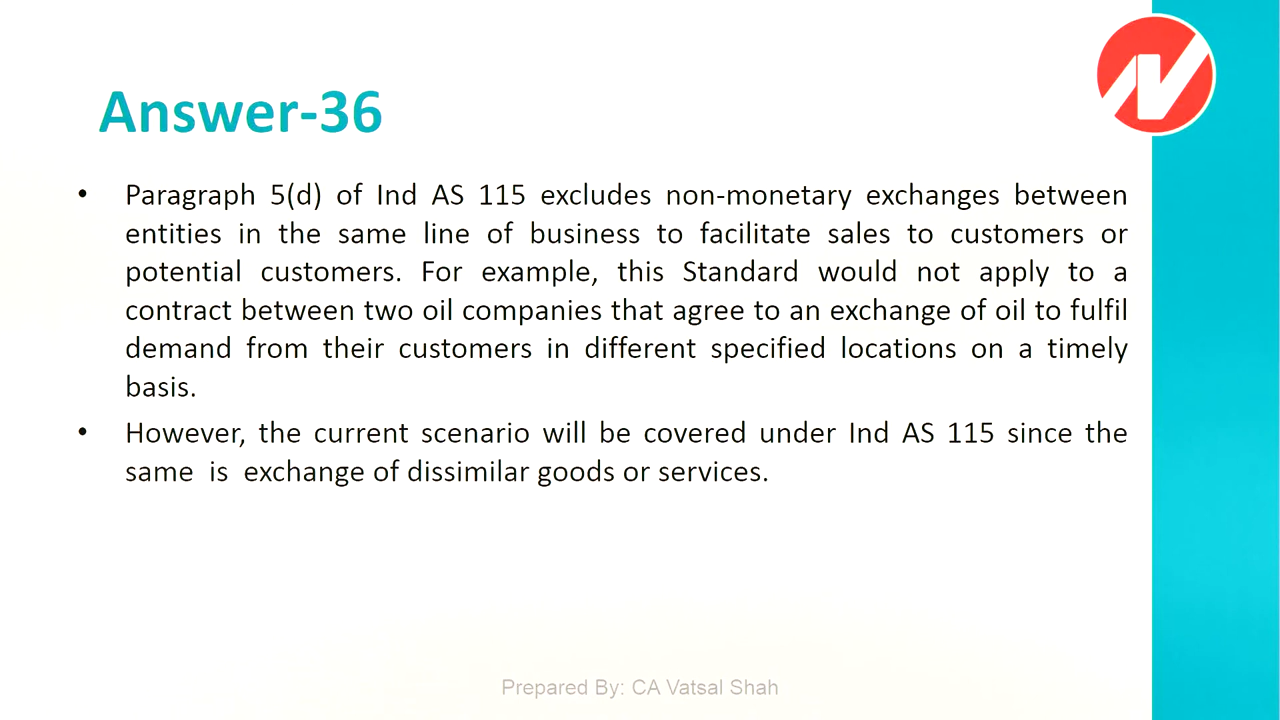 Answer-36
• Paragraph 5(d) of Ind AS 115 excludes non-monetary exchanges between
entities in the same line of business to facilitate sales to customers or
potential customers. For example, this Standard would not apply to a
contract between two oil companies that agree to an exchange of oil to fulfil
demand from their customers in different specified locations on a timely
basis.
• However, the current scenario will be covered under Ind AS 115 since the
same is exchange of dissimilar goods or services.
Prepared By: CA Vatsal Shah